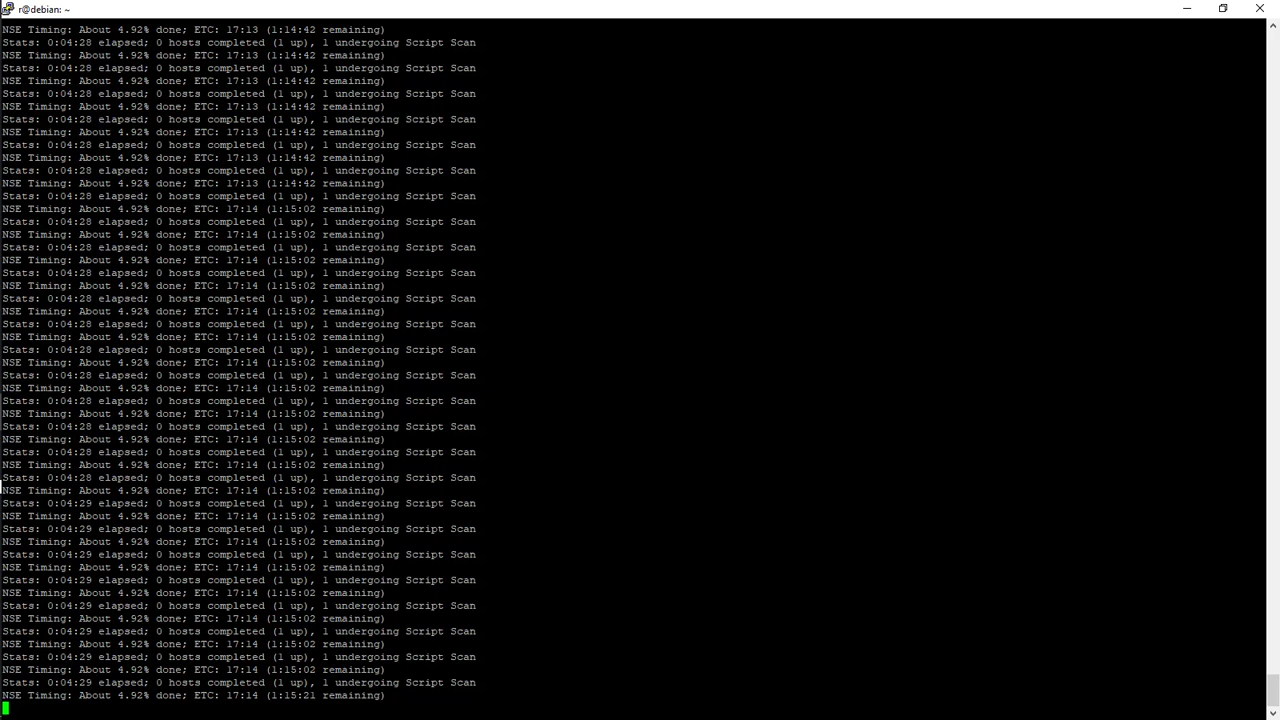 r@debian: ~
NSE Timing: About 4.92% done; ETC: 17:13 (1:14:42 remaining)
Stats: 0:04:28 elapsed; 0 hosts completed (1 up), 1 undergoing Script Scan
NSE Timing: About 4.92% done; ETC: 17:13 (1:14:42 remaining)
Stats: 0:04:28 elapsed; 0 hosts completed (1 up), 1 undergoing Script Scan
NSE Timing: About 4.92% done; ETC: 17:13 (1:14:42 remaining)
Stats: 0:04:28 elapsed; 0 hosts completed (1 up), 1 undergoing Script Scan
NSE Timing: About 4.92% done; ETC: 17:13 (1:14:42 remaining)
Stats: 0:04:28 elapsed; 0 hosts completed (1 up), 1 undergoing Script Scan
NSE Timing: About 4.92% done; ETC: 17:13 (1:14:42 remaining)
Stats: 0:04:28 elapsed; 0 hosts completed (1 up), 1 undergoing Script Scan
NSE Timing: About 4.92% done; ETC: 17:13 (1:14:42 remaining)
Stats: 0:04:28 elapsed; 0 hosts completed (1 up), 1 undergoing Script Scan
NSE Timing: About 4.92% done; ETC: 17:13 (1:14:42 remaining)
Stats: 0:04:28 elapsed; 0 hosts completed (1 up), 1 undergoing Script Scan
NSE Timing: About 4.92% done; ETC: 17:14 (1:15:02 remaining)
Stats: 0:04:28 elapsed; 0 hosts completed (1 up), 1 undergoing Script Scan
NSE Timing: About 4.92% done; ETC: 17:14 (1:15:02 remaining)
Stats: 0:04:28 elapsed; 0 hosts completed (1 up), 1 undergoing Script Scan
NSE Timing: About 4.92% done; ETC: 17:14 (1:15:02 remaining)
Stats: 0:04:28 elapsed; 0 hosts completed (1 up), 1 undergoing Script Scan
NSE Timing: About 4.92% done; ETC: 17:14 (1:15:02 remaining)
Stats: 0:04:28 elapsed; 0 hosts completed (1 up), 1 undergoing Script Scan
NSE Timing: About 4.92% done; ETC: 17:14 (1:15:02 remaining)
Stats: 0:04:28 elapsed; 0 hosts completed (1 up), 1 undergoing Script Scan
NSE Timing: About 4.92% done; ETC: 17:14 (1:15:02 remaining)
Stats: 0:04:28 elapsed; 0 hosts completed (1 up), 1 undergoing Script Scan
NSE Timing: About 4.92% done; ETC: 17:14 (1:15:02 remaining)
Stats: 0:04:28 elapsed; 0 hosts completed (1 up), 1 undergoing Script Scan
NSE Timing: About 4.92% done; ETC: 17:14 (1:15:02 remaining)
Stats: 0:04:28 elapsed; 0 hosts completed (1 up), 1 undergoing Script Scan
NSE Timing: About 4.92% done; ETC: 17:14 (1:15:02 remaining)
Stats: 0:04:28 elapsed; 0 hosts completed (1 up), 1 undergoing Script Scan
NSE Timing: About 4.92% done; ETC: 17:14 (1:15:02 remaining)
Stats: 0:04:28 elapsed; 0 hosts completed (1 up), 1 undergoing Script Scan
NSE Timing: About 4.92% done; ETC: 17:14 (1:15:02 remaining)
Stats: 0:04:28 elapsed; 0 hosts completed (1 up), 1 undergoing Script Scan
NSE Timing: About 4.92% done; ETC: 17:14 (1:15:02 remaining)
Stats: 0:04:29 elapsed; 0 hosts completed (1 up), 1 undergoing Script Scan
NSE Timing: About 4.92% done; ETC: 17:14 (1:15:02 remaining)
Stats: 0:04:29 elapsed; 0 hosts completed (1 up), 1 undergoing Script Scan
NSE Timing: About 4.92% done; ETC: 17:14 (1:15:02 remaining)
Stats: 0:04:29 elapsed; 0 hosts completed (1 up), 1 undergoing Script Scan
NSE Timing: About 4.92% done; ETC: 17:14 (1:15:02 remaining)
Stats: 0:04:29 elapsed; 0 hosts completed (1 up), 1 undergoing Script Scan
NSE Timing: About 4.92% done; ETC: 17:14 (1:15:02 remaining)
Stats: 0:04:29 elapsed; 0 hosts completed (1 up), 1 undergoing Script Scan
NSE Timing: About 4.92% done; ETC: 17:14 (1:15:02 remaining)
Stats: 0:04:29 elapsed; 0 hosts completed (1 up), 1 undergoing Script Scan
NSE Timing: About 4.92% done; ETC: 17:14 (1:15:02 remaining)
Stats: 0:04:29 elapsed; 0 hosts completed (1 up), 1 undergoing Script Scan
NSE Timing: About 4.92% done; ETC: 17:14 (1:15:02 remaining)
Stats: 0:04:29 elapsed; 0 hosts completed (1 up), 1 undergoing Script Scan
NSE Timing: About 4.92% done; ETC: 17:14 (1:15:21 remaining)